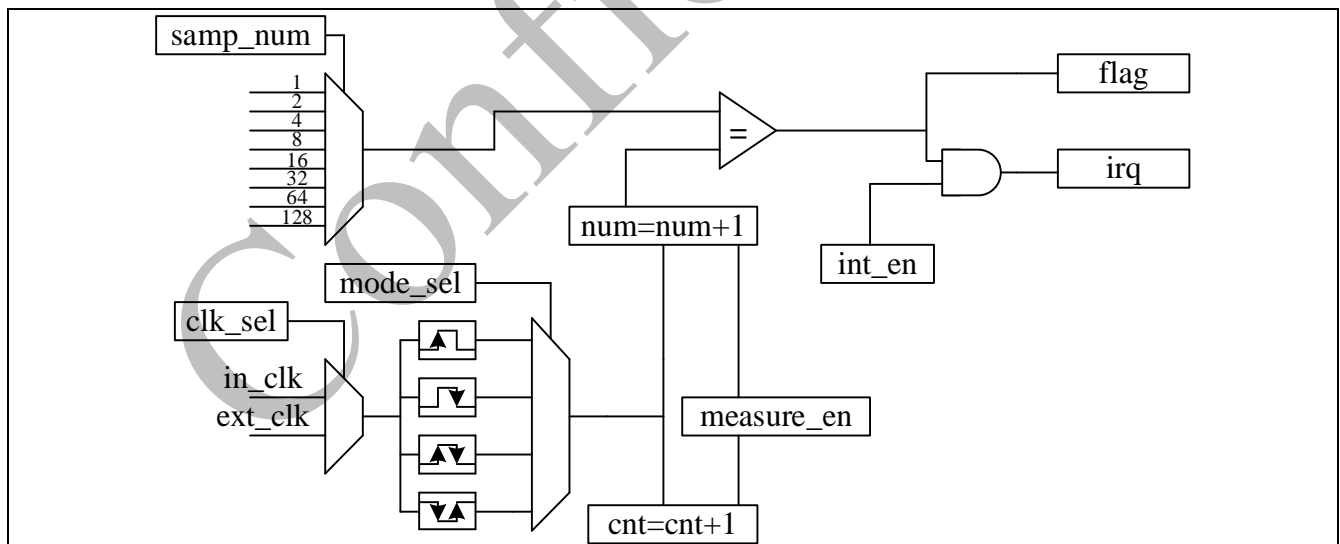 samp_num
1
2
4
8
16
32
64
128
=
flag
irq
num=num+1
int_en
mode_sel
clk_sel
in_clk
ext_clk
measure_en
cnt=cnt+1